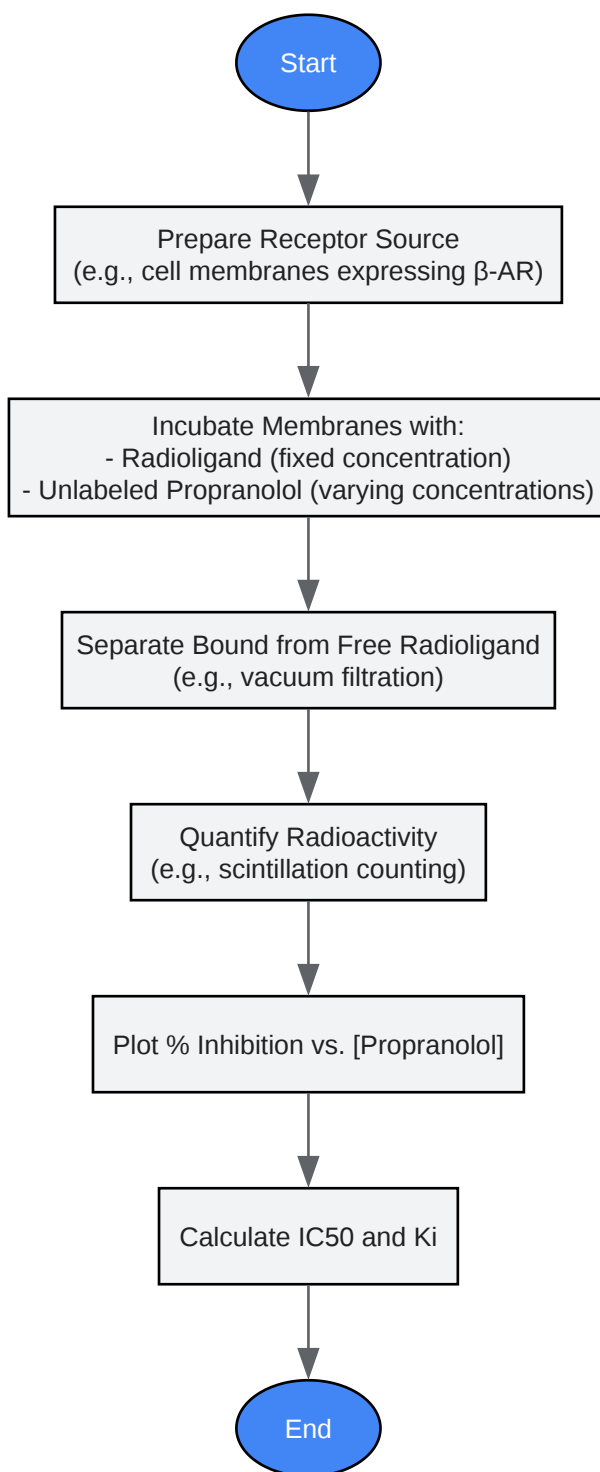 Start
Prepare Receptor Source
(e.g., cell membranes expressing β-AR)
Incubate Membranes with:
- Radioligand (fixed concentration)
- Unlabeled Propranolol (varying concentrations)
Separate Bound from Free Radioligand
(e.g., vacuum filtration)
Quantify Radioactivity
(e.g., scintillation counting)
Plot % Inhibition vs. [Propranolol]
Calculate IC50 and Ki
End